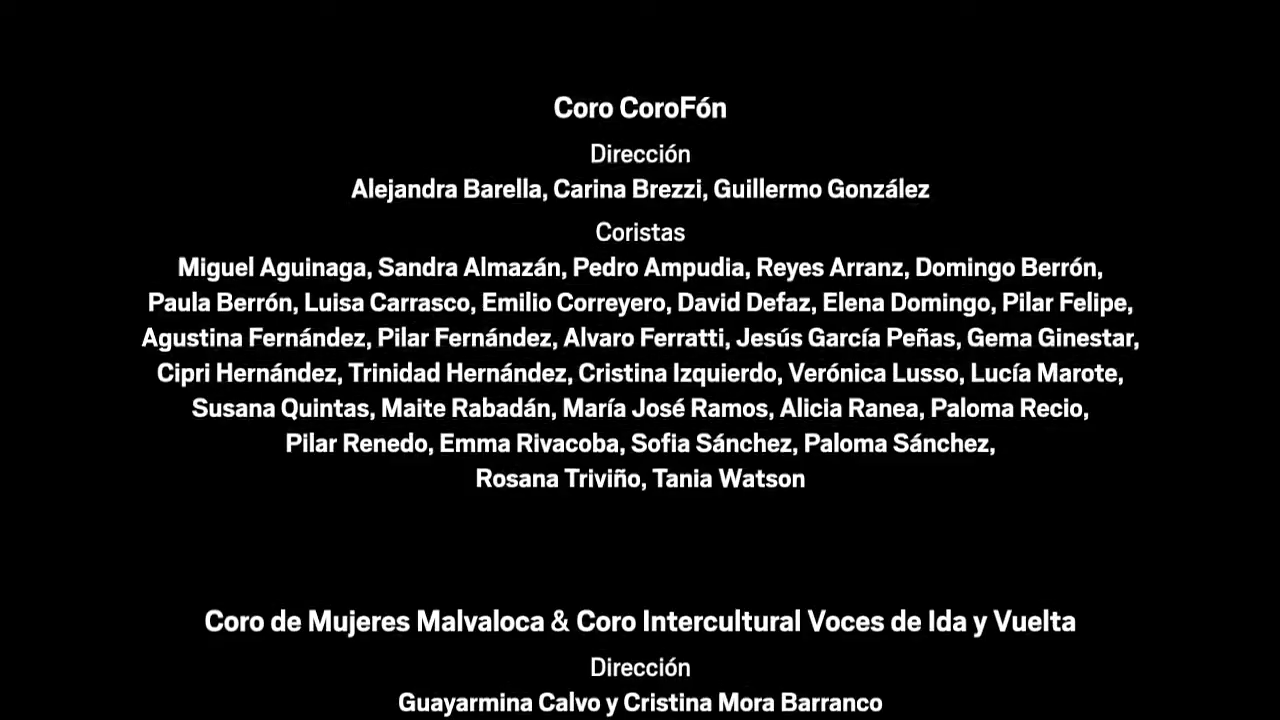 Coro CoroFón
Dirección
Alejandra Barella, Carina Brezzi, Guillermo González
Coristas
Miguel Aguinaga, Sandra Almazán, Pedro Ampudia, Reyes Arranz, Domingo Berrón,
Paula Berrón, Luisa Carrasco, Emilio Correyero, David Defaz, Elena Domingo, Pilar Felipe,
Agustina Fernández, Pilar Fernández, Alvaro Ferratti, Jesús García Peñas, Gema Ginestar,
Cipri Hernández, Trinidad Hernández, Cristina Izquierdo, Verónica Lusso, Lucía Marote,
Susana Quintas, Maite Rabadán, María José Ramos, Alicia Ranea, Paloma Recio,
Pilar Renedo, Emma Rivacoba, Sofia Sánchez, Paloma Sánchez,
Rosana Triviño, Tania Watson
Coro de Mujeres Malvaloca & Coro Intercultural Voces de Ida y Vuelta
Dirección
Guayarmina Calvo y Cristina Mora Barranco